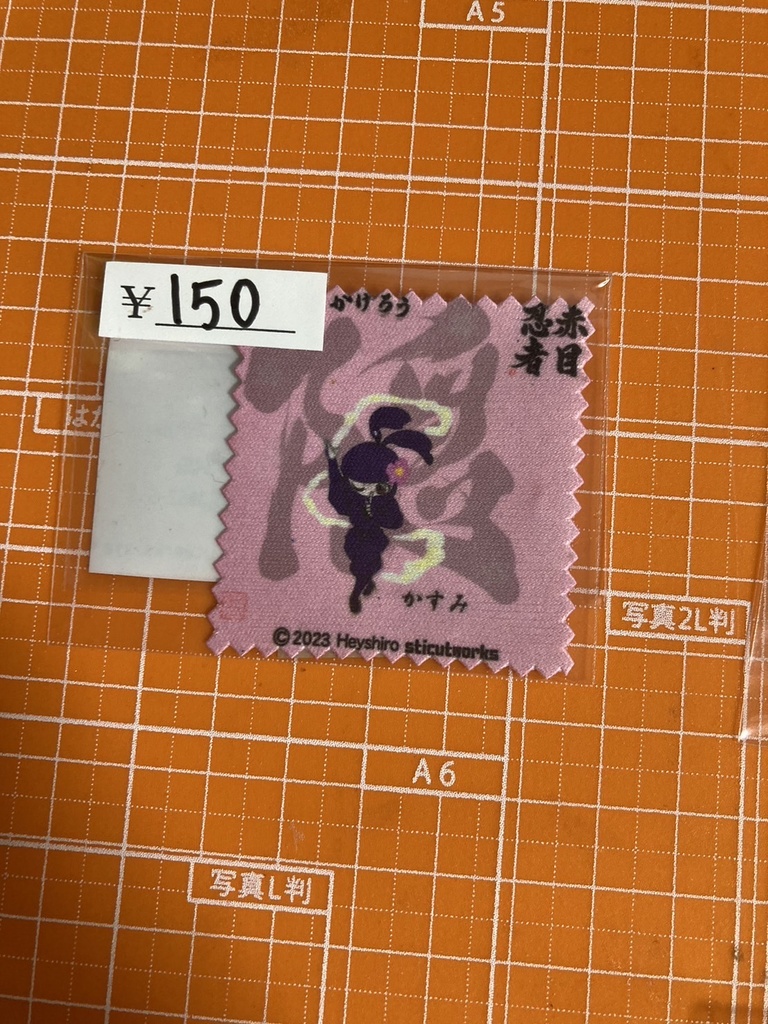 A5
¥ 150
かげろう
赤目
忍者
はが
かすみ
© 2023 Heyshiro sticutworks
写真2L判
A6
写真L判